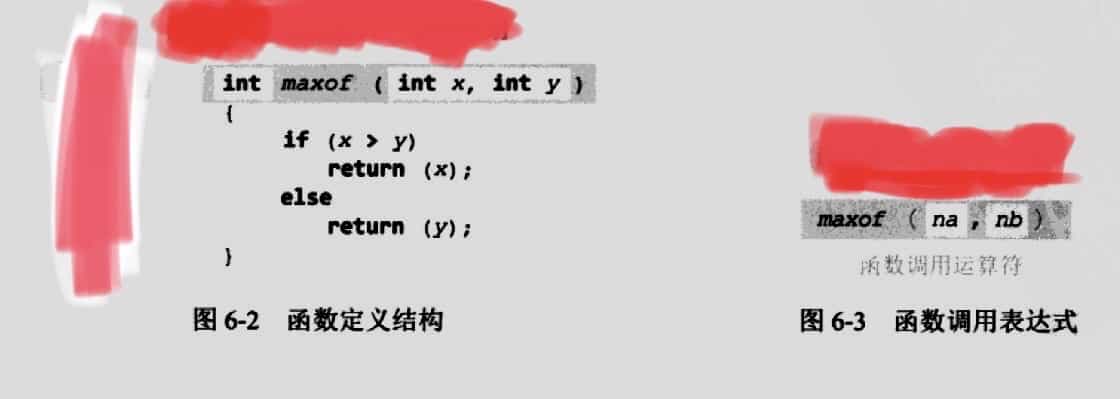 int maxof ( int x, int y )
{
if (x > y)
return (x);
else
return (y);
}
图 6-2 函数定义结构
maxof ( na , nb )
函数调用运算符
图 6-3 函数调用表达式